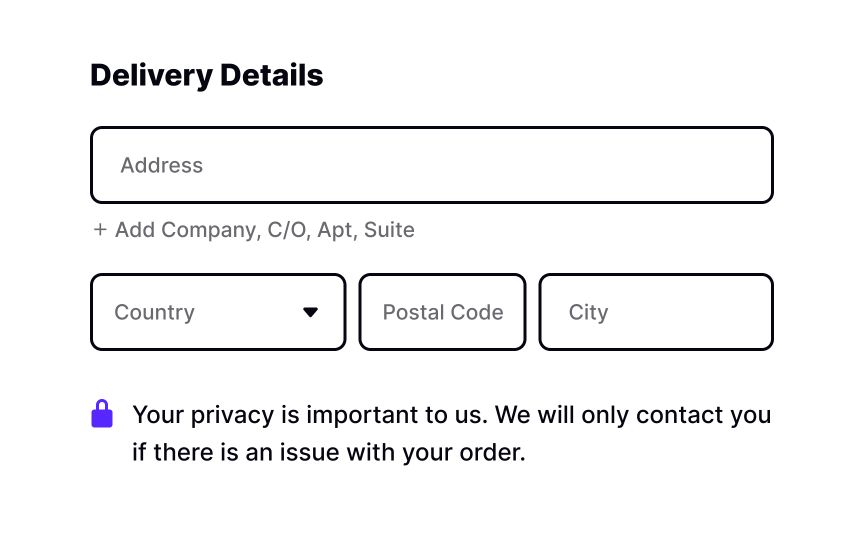 Delivery Details
Address
+ Add Company, C/O, Apt, Suite
Country Postal Code City
Your privacy is important to us. We will only contact you
if there is an issue with your order.